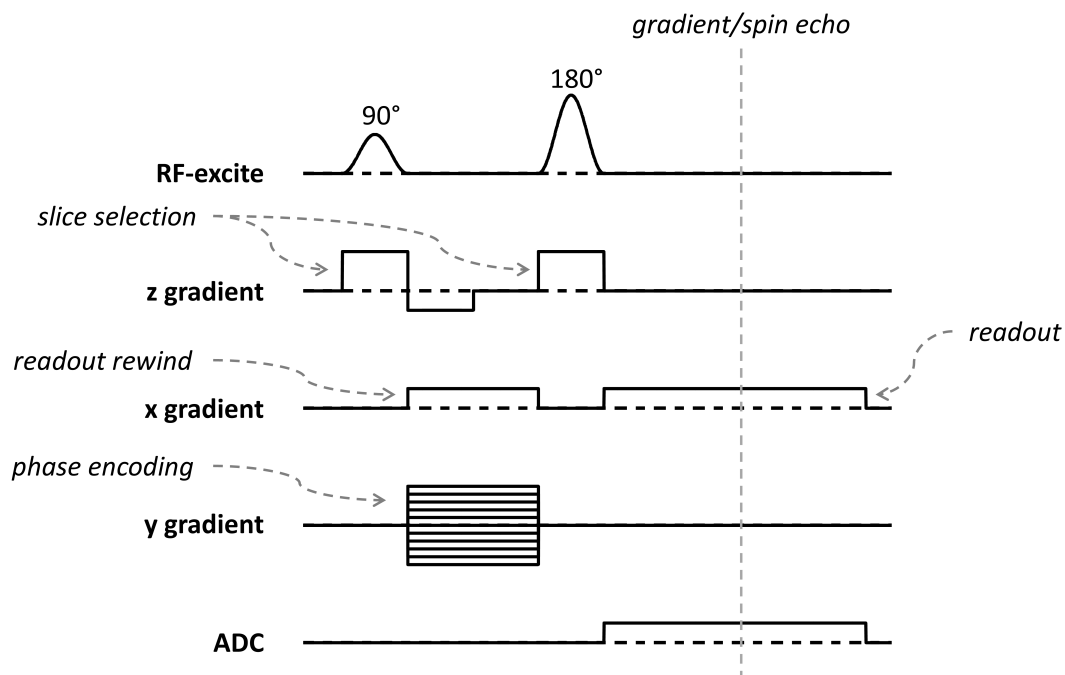 gradient/spin echo
180°
90°
RF-excite
slice selection
z gradient
readout
readout rewind
x gradient
phase encoding
y gradient
ADC